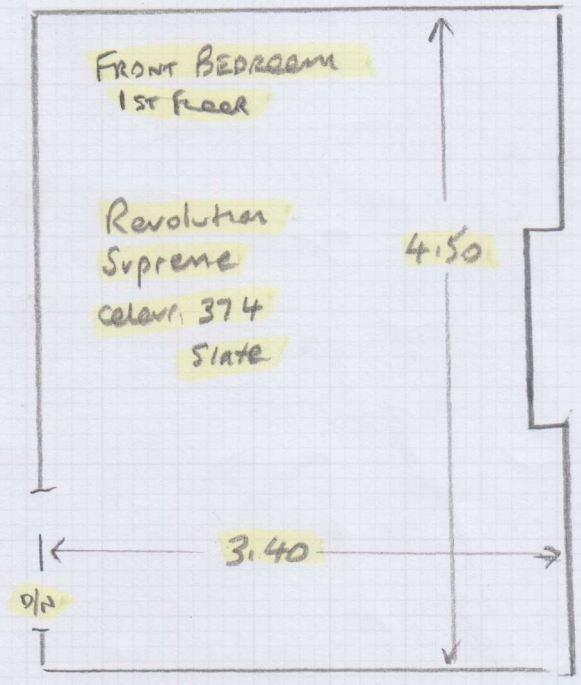 FRONT BEDROOM
1ST FLOOR
Revolution
Supreme
4.50
colour 374
Slate
3.40
D/N